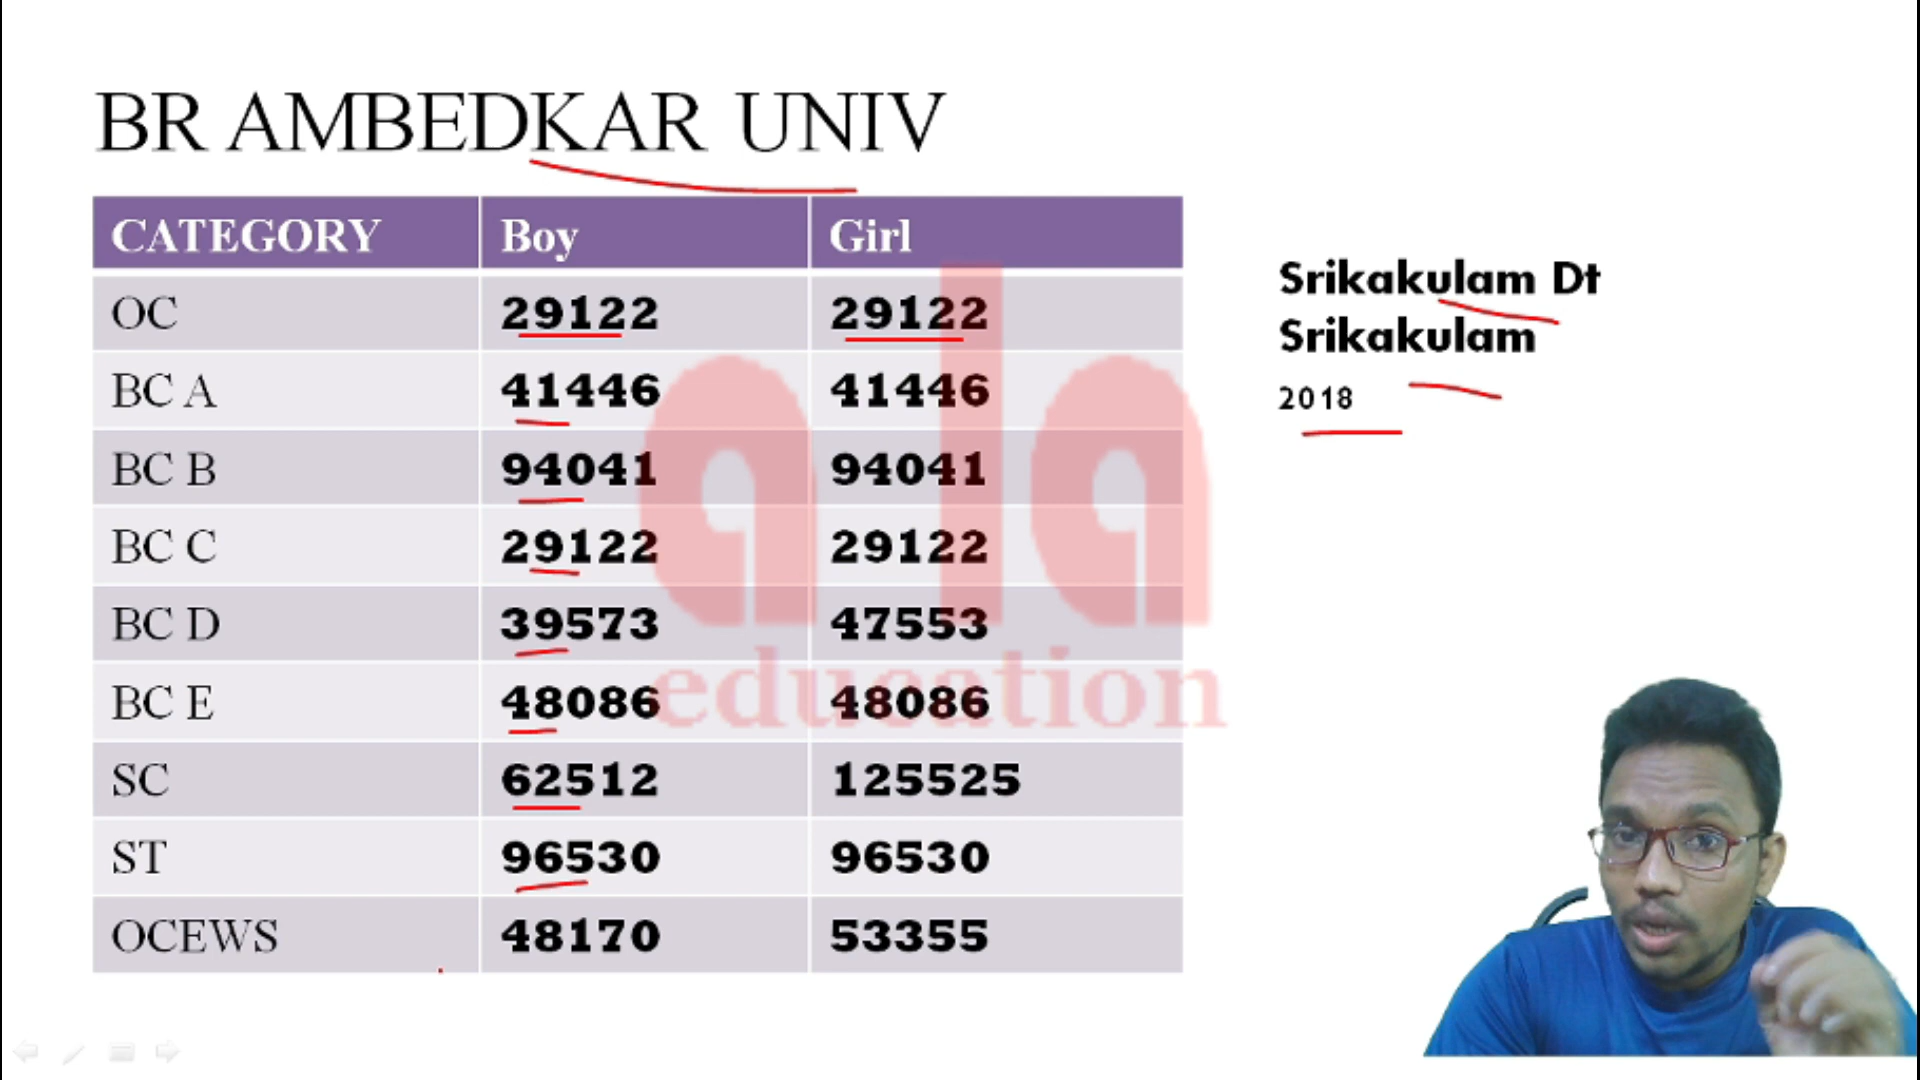 BR AMBEDKAR UNIV
CATEGORY Boy Girl
OC 29122 29122
BC A 41446 41446
BC B 94041 94041
BC C 29122 29122
BC D 39573 47553
BC E 48086 48086
SC 62512 125525
ST 96530 96530
OCEWS 48170 53355
Srikakulam Dt
Srikakulam
2018
ala
education